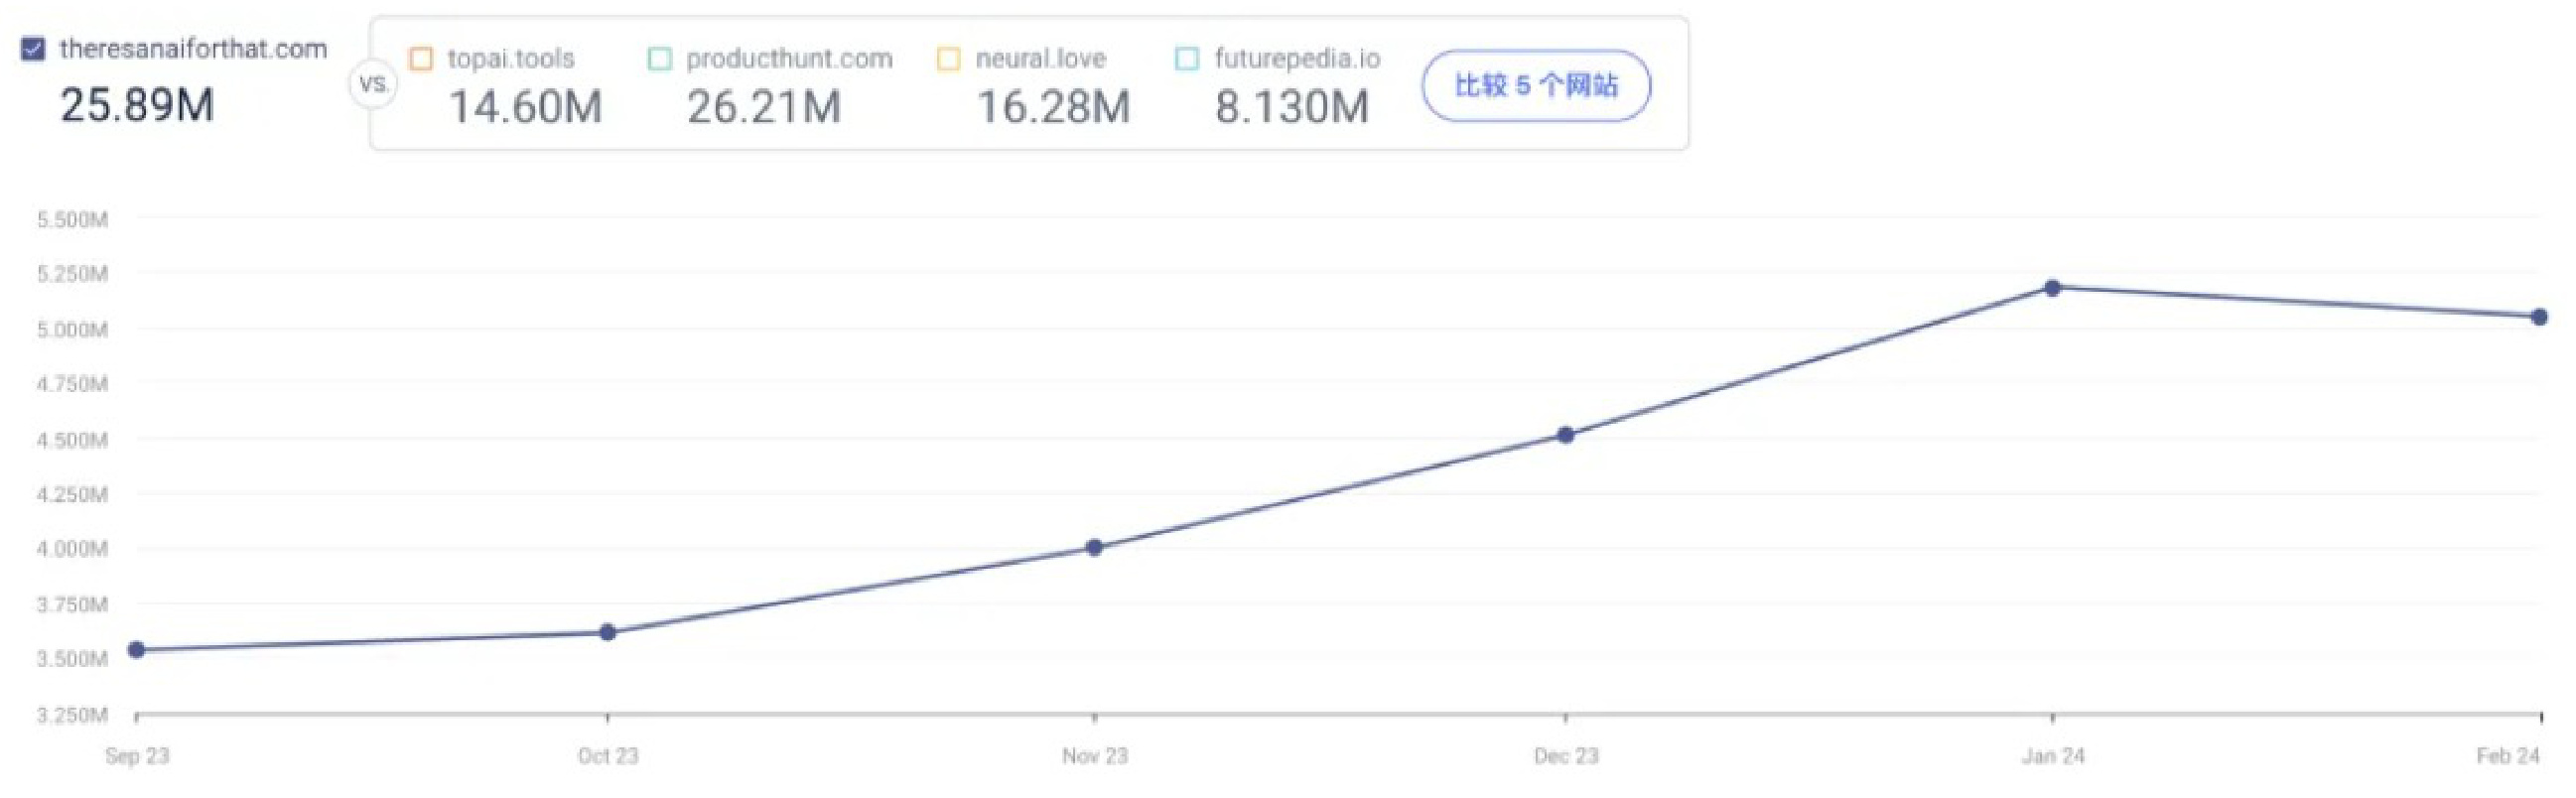 theresanaiforthat.com
25.89M
VS.
topai.tools
14.60M
producthunt.com
26.21M
neural.love
16.28M
futurepedia.io
8.130M
比较 5 个网站
5.500M
5.250M
5.000M
4.750M
4.500M
4.250M
4.000M
3.750M
3.500M
3.250M
Sep 23 Oct 23 Nov 23 Dec 23 Jan 24 Feb 24